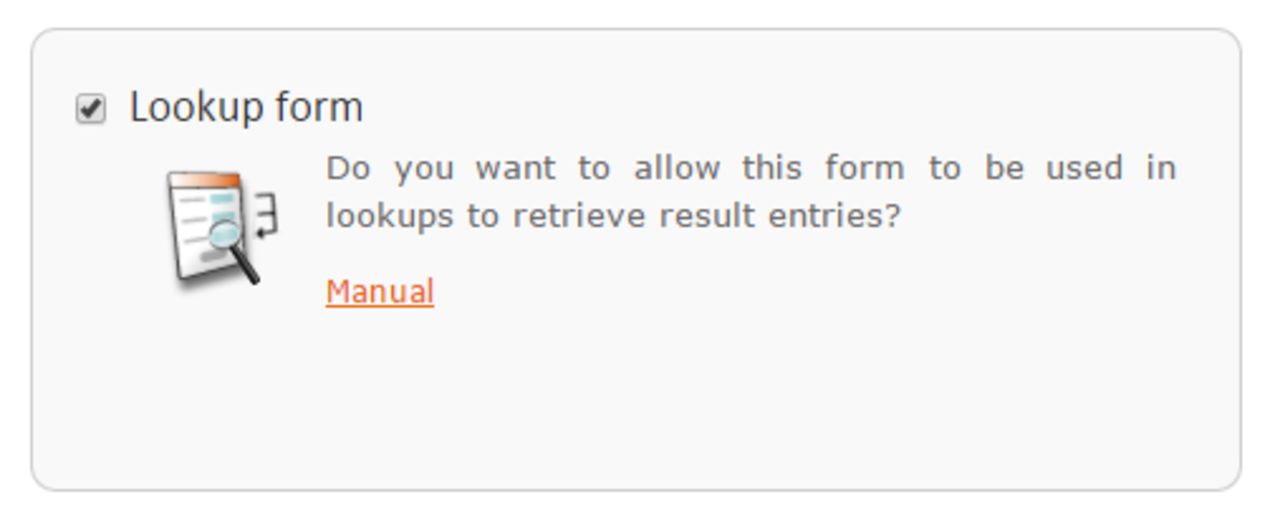 Lookup form
Do you want to allow this form to be used in
lookups to retrieve result entries?
Manual